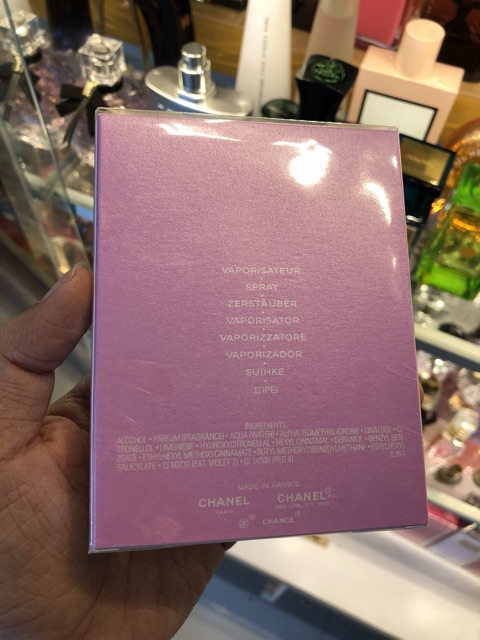 VAPORISATEUR
SPRAY
ZERSTÄUBER
VAPORISATOR
VAPORIZZATORE
VAPORIZADOR
SUIHKE
ΣΠΡΕΪ
INGREDIENTS:
ALCOHOL • PARFUM (FRAGRANCE) • AQUA (WATER) • ALPHA-ISOMETHYL IONONE • LINALOOL • CI-
TRONELLOL • LIMONENE • HYDROXYCITRONELLAL • HEXYL CINNAMAL • GERANIOL • BENZYL BEN-
ZOATE • ETHYLHEXYL METHOXYCINNAMATE • BUTYL METHOXYDIBENZOYLMETHANE • ETHYLHEXYL
SALICYLATE • CI 60730 (EXT. VIOLET 2) • CI 14700 (RED 4)
MADE IN FRANCE
CHANEL CHANEL
PARIS NEW YORK, N.Y.
CHANCE